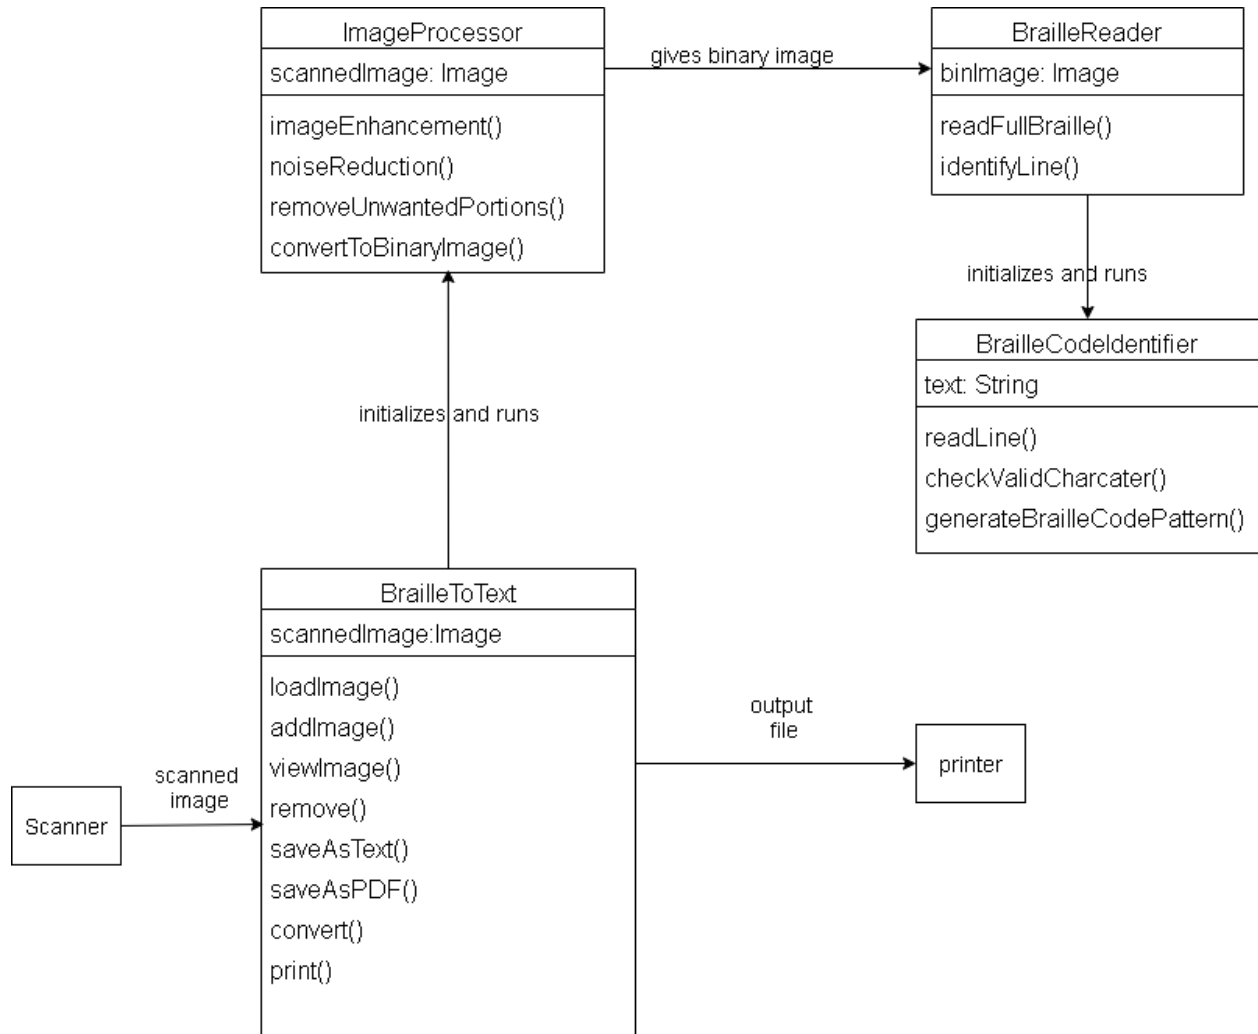 ImageProcessor
scannedImage: Image
imageEnhancement()
noiseReduction()
removeUnwantedPortions()
convertToBinaryImage()
gives binary image
BrailleReader
binImage: Image
readFullBraille()
identifyLine()
initializes and runs
BrailleCodeIdentifier
text: String
readLine()
checkValidCharcater()
generateBrailleCodePattern()
initializes and runs
BrailleToText
scannedImage:Image
loadImage()
addImage()
viewImage()
remove()
saveAsText()
saveAsPDF()
convert()
print()
scanned
image
Scanner
output
file
printer